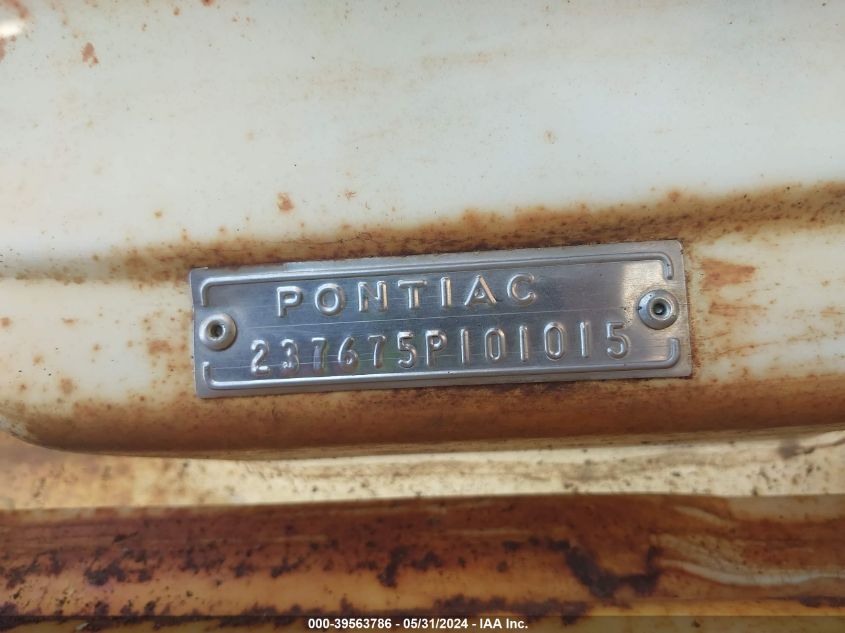 PONTIAC
237675P101015
000-39563786 - 05/31/2024 - IAA Inc.